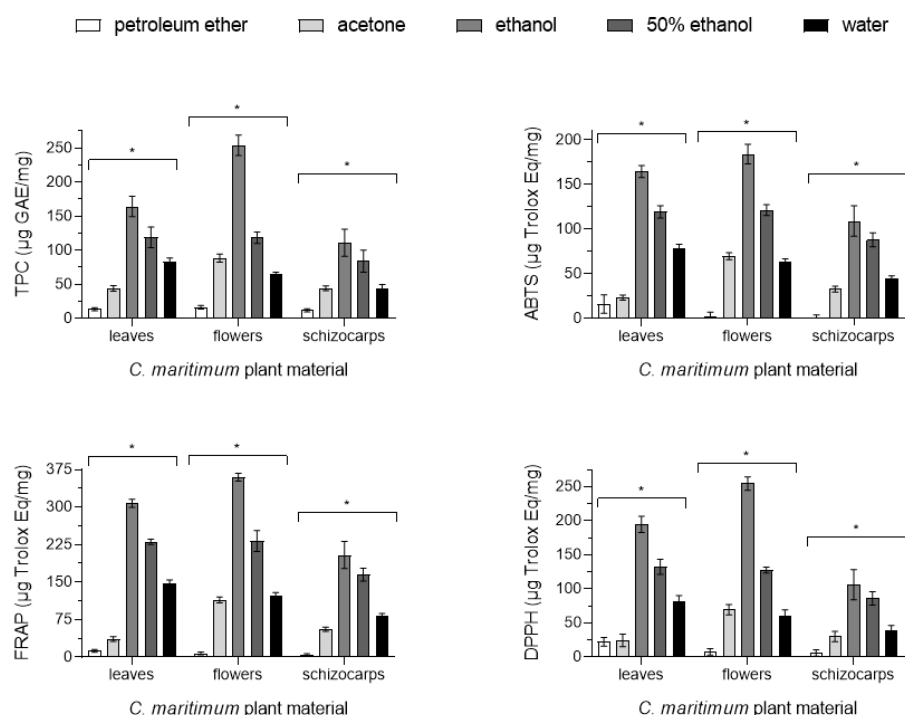 petroleum ether acetone ethanol 50% ethanol water
TPC (µg GAE/mg)
250
200
150
100
50
0
* * *
leaves flowers schizocarps
C. maritimum plant material
ABTS (µg Trolox Eq/mg)
200
150
100
50
0
* * *
leaves flowers schizocarps
C. maritimum plant material
FRAP (µg Trolox Eq/mg)
375
300
225
150
75
0
* * *
leaves flowers schizocarps
C. maritimum plant material
DPPH (µg Trolox Eq/mg)
250
200
150
100
50
0
* * *
leaves flowers schizocarps
C. maritimum plant material